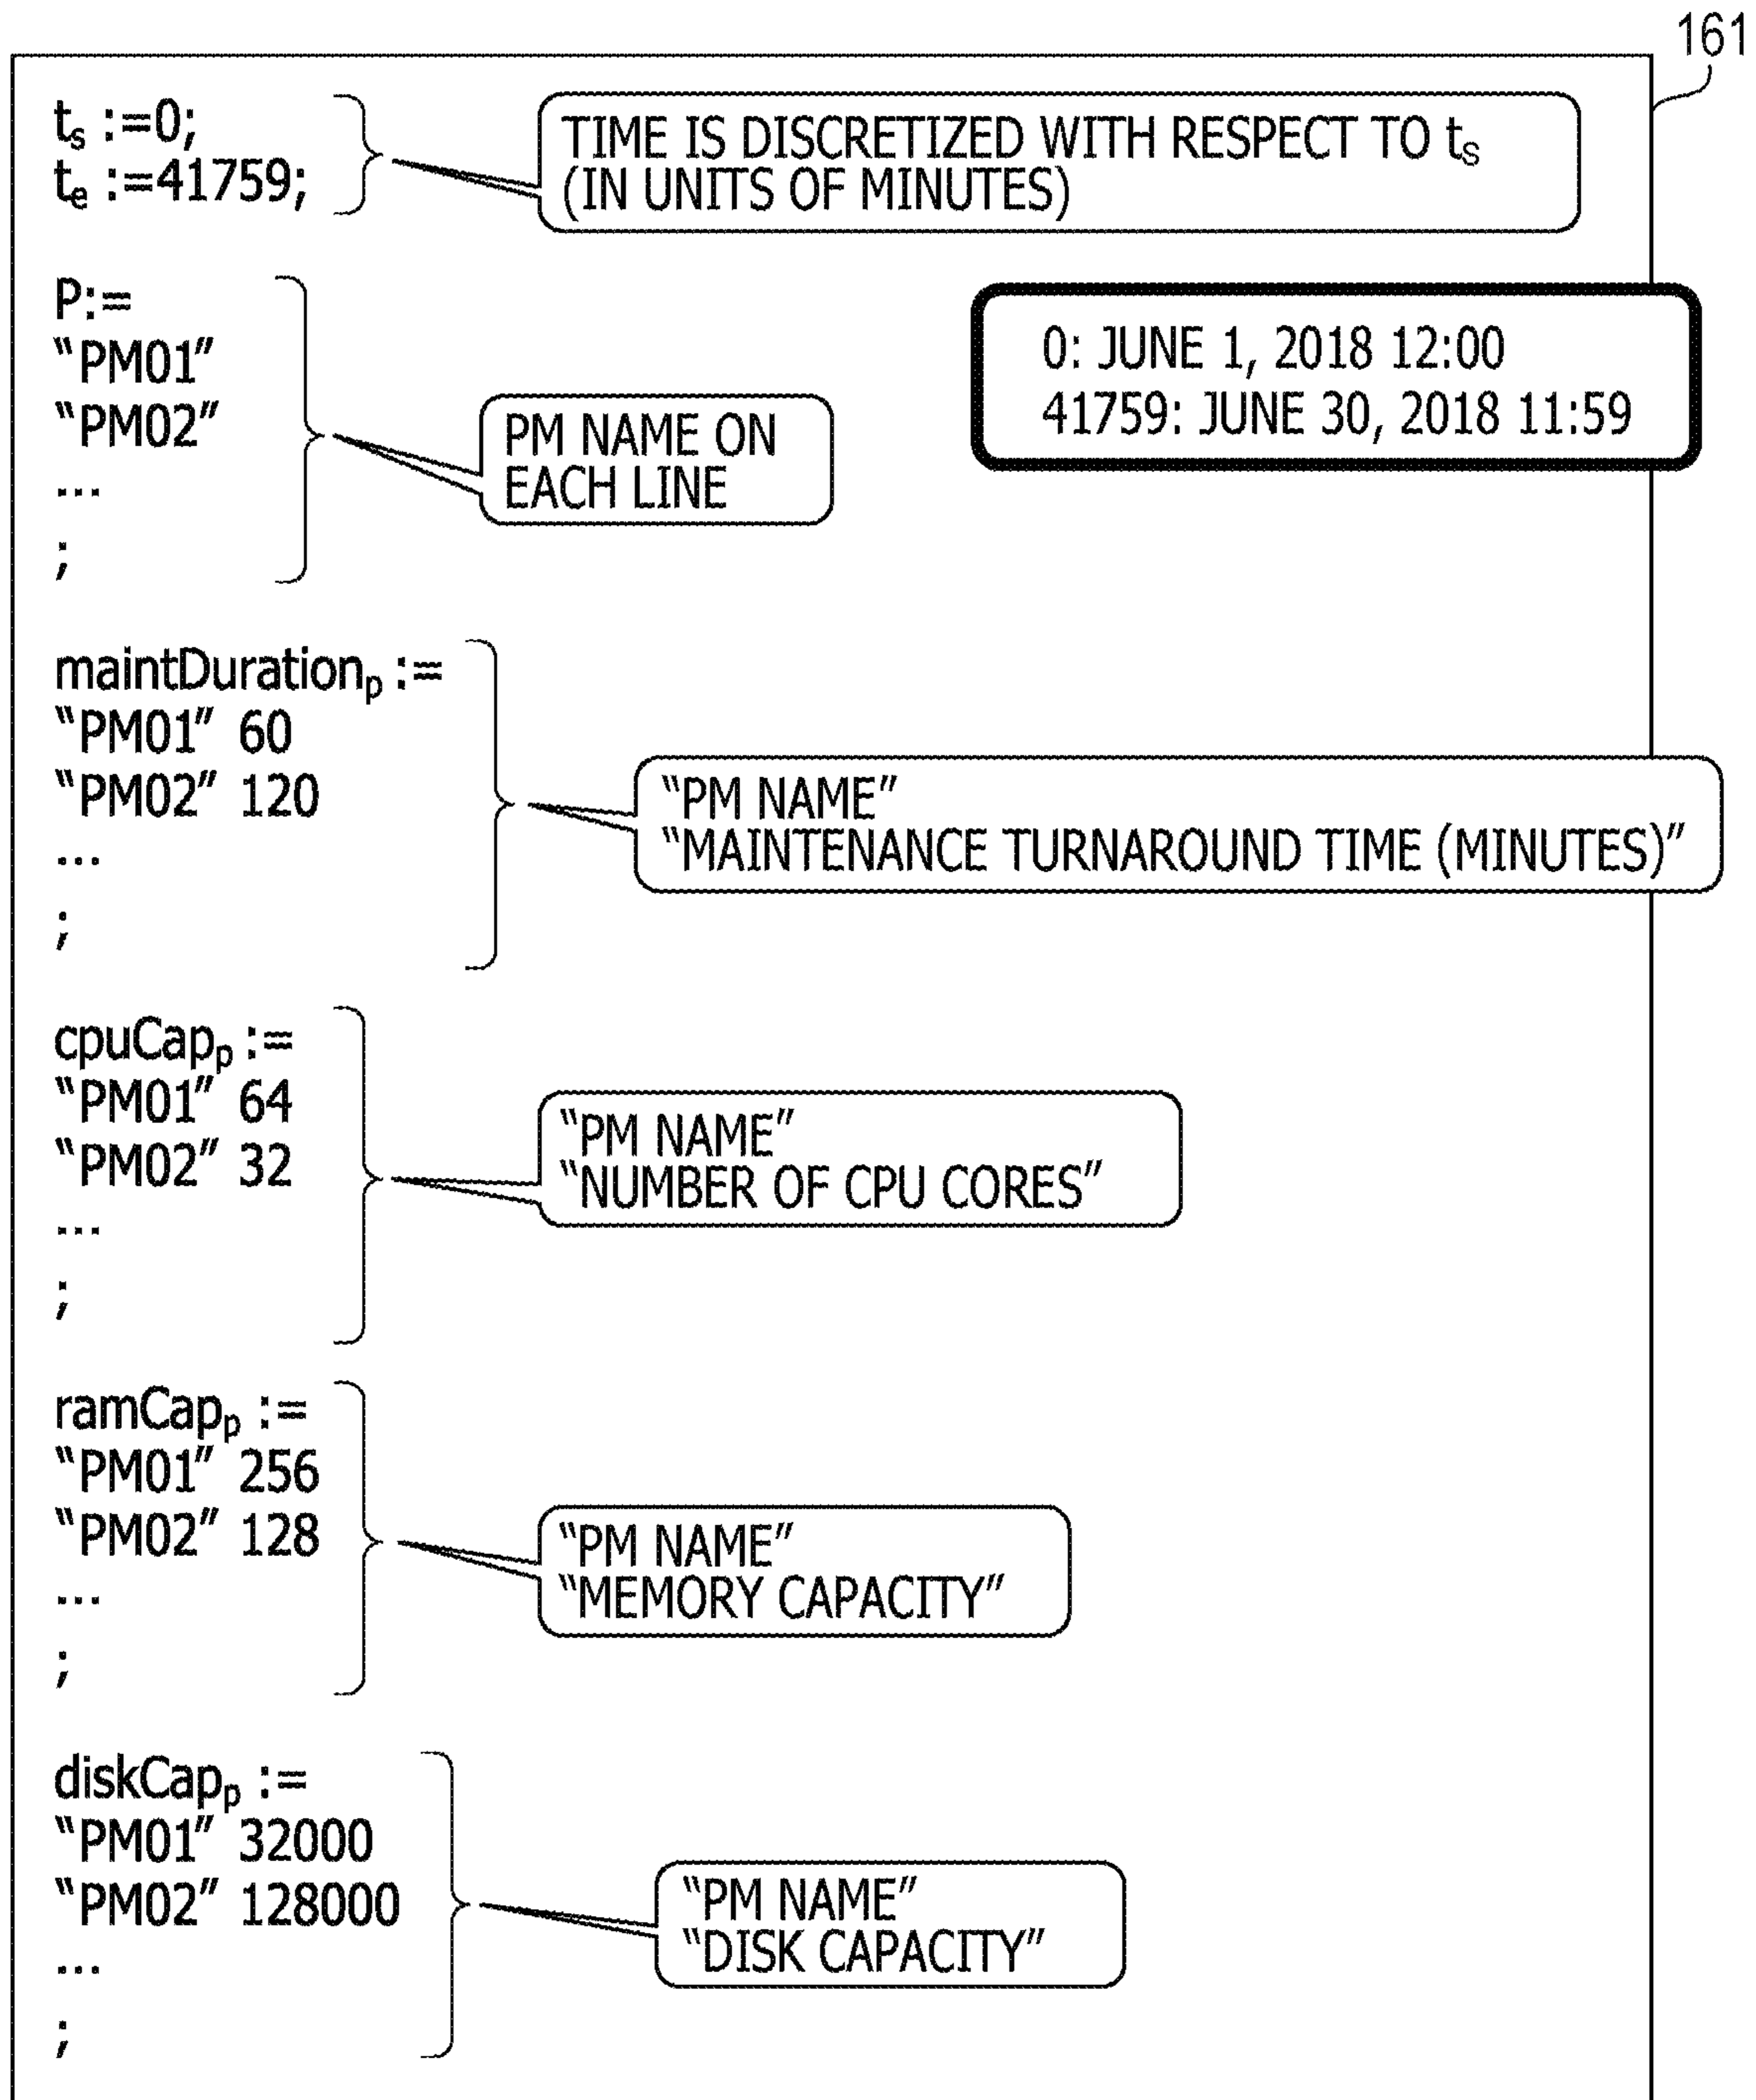 161
ts :=0;
te :=41759;
TIME IS DISCRETIZED WITH RESPECT TO ts
(IN UNITS OF MINUTES)
P:=
“PM01”
“PM02”
...
;
PM NAME ON
EACH LINE
0: JUNE 1, 2018 12:00
41759: JUNE 30, 2018 11:59
maintDurationp :=
“PM01” 60
“PM02” 120
...
;
“PM NAME”
“MAINTENANCE TURNAROUND TIME (MINUTES)”
cpuCapp :=
“PM01” 64
“PM02” 32
...
;
“PM NAME”
“NUMBER OF CPU CORES”
ramCapp :=
“PM01” 256
“PM02” 128
...
;
“PM NAME”
“MEMORY CAPACITY”
diskCapp :=
“PM01” 32000
“PM02” 128000
...
;
“PM NAME”
“DISK CAPACITY”